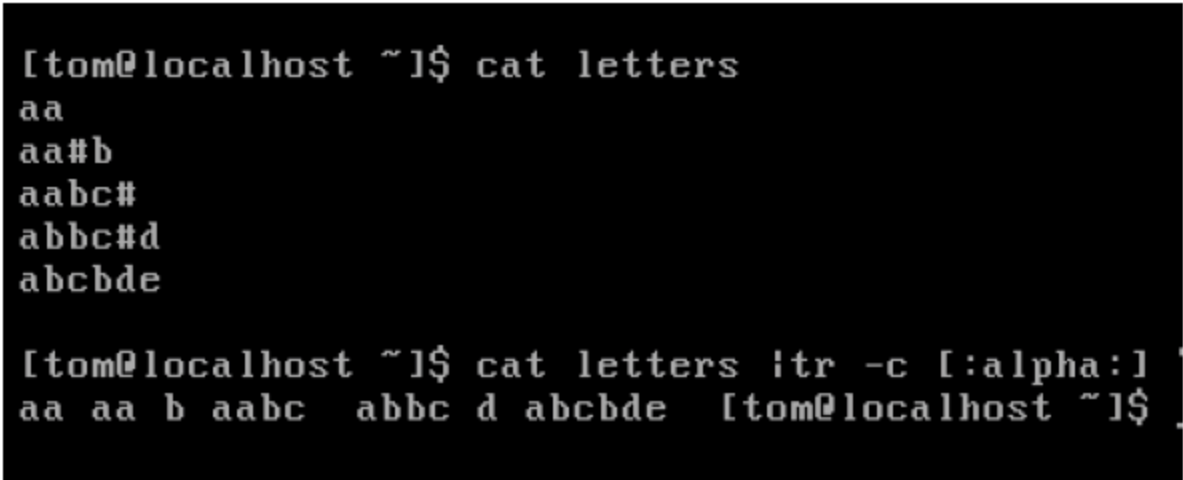 [tom@localhost ~]$ cat letters
aa
aa#b
aabc#
abbc#d
abcbde
[tom@localhost ~]$ cat letters |tr -c [:alpha:]
aa aa b aabc  abbc d abcbde  [tom@localhost ~]$